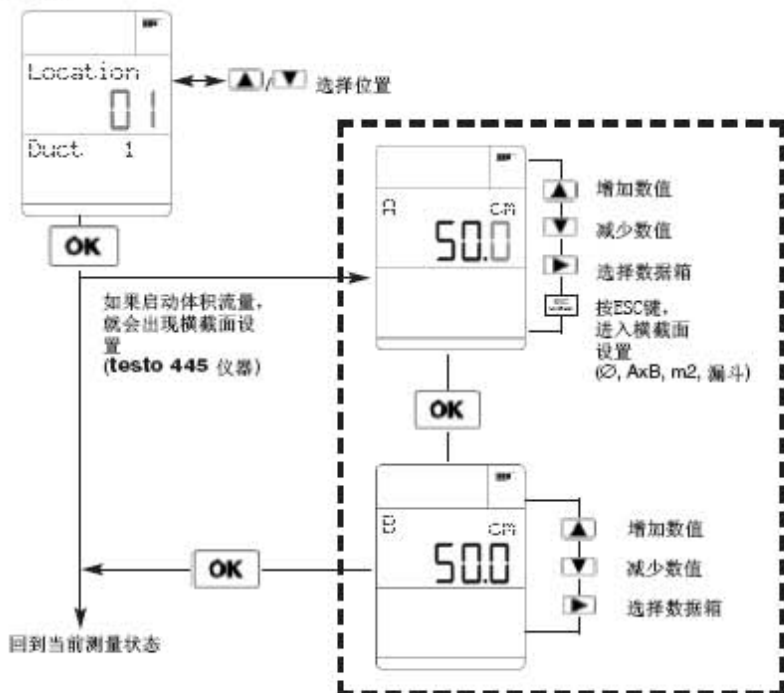 Location
01
Duct 1
选择位置
OK
如果启动体积流量，
就会出现横截面设
置
(testo 445 仪器)
A cm
50.0
增加数值
减少数值
选择数据箱
按ESC键，
进入横截面
设置
(∅, AxB, m2, 漏斗)
OK
B cm
50.0
增加数值
减少数值
选择数据箱
OK
回到当前测量状态